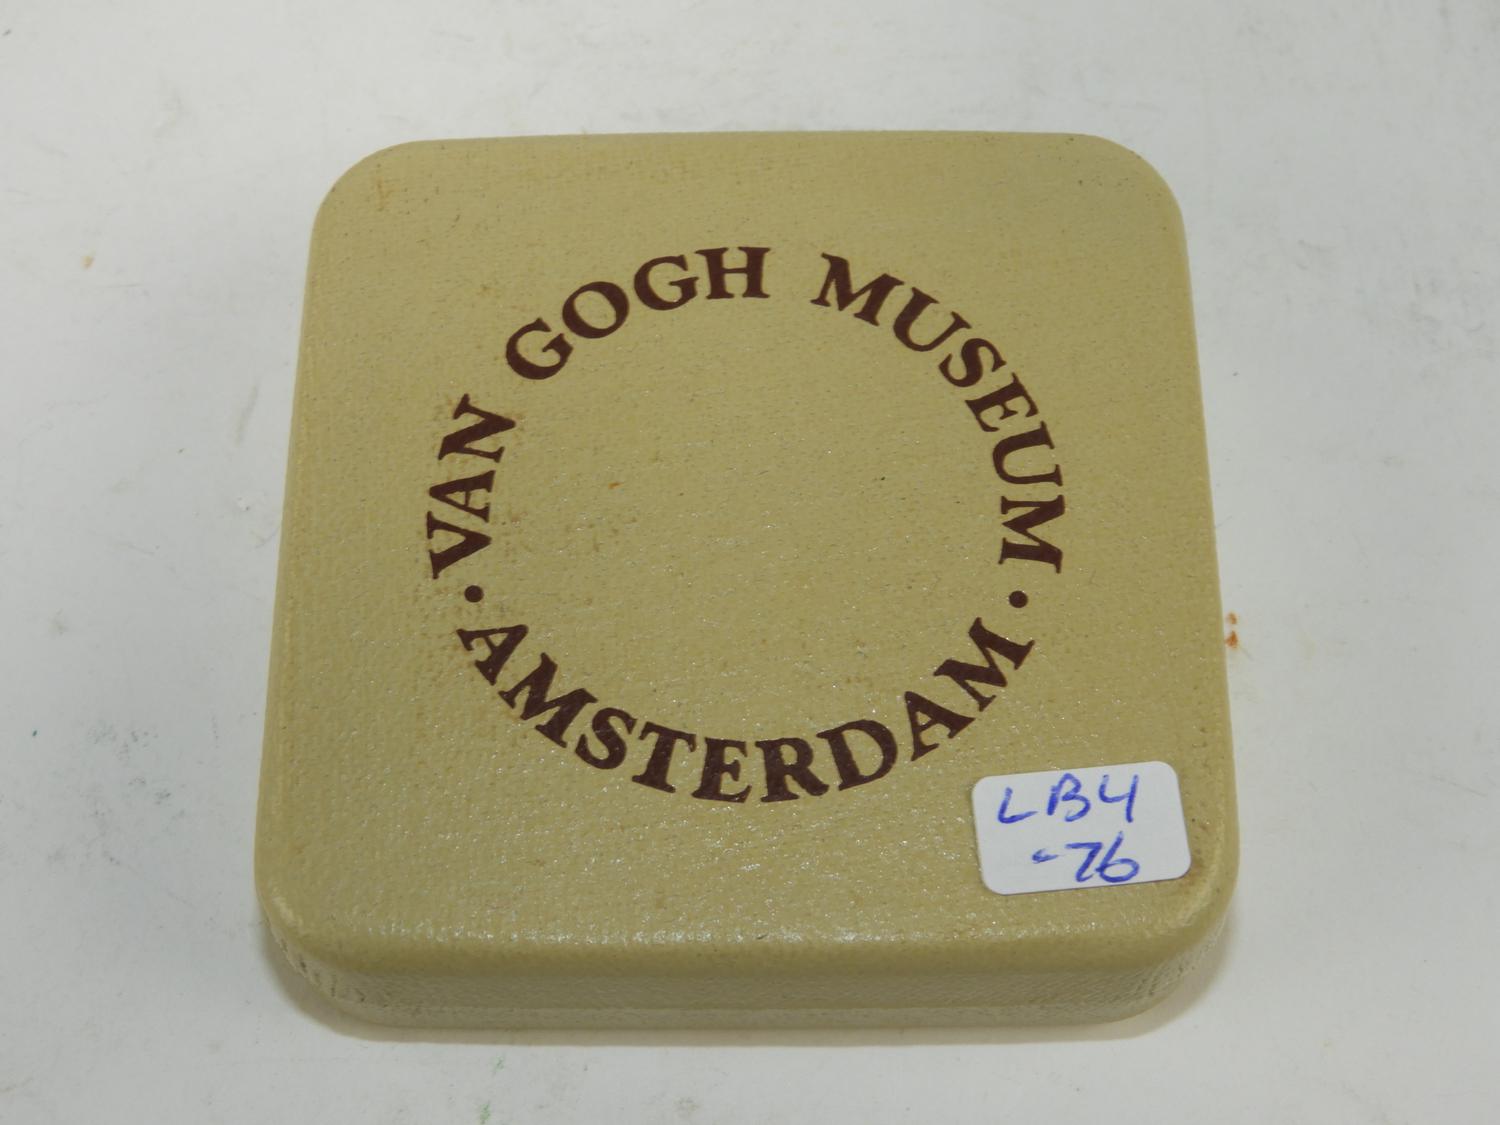 VAN GOGH MUSEUM
· AMSTERDAM ·
LB4
-76